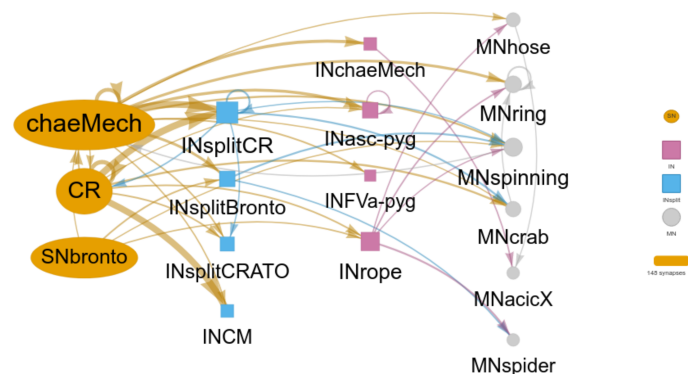 chaeMech
CR
SNbronto
INsplitCR
INsplitBronto
INsplitCRATO
INCM
INchaeMech
INasc-pyg
INFVa-pyg
INrope
MNhose
MNring
MNspinning
MNcrab
MNacicX
MNspider
SN
IN
INsplit
MN
145 synapses